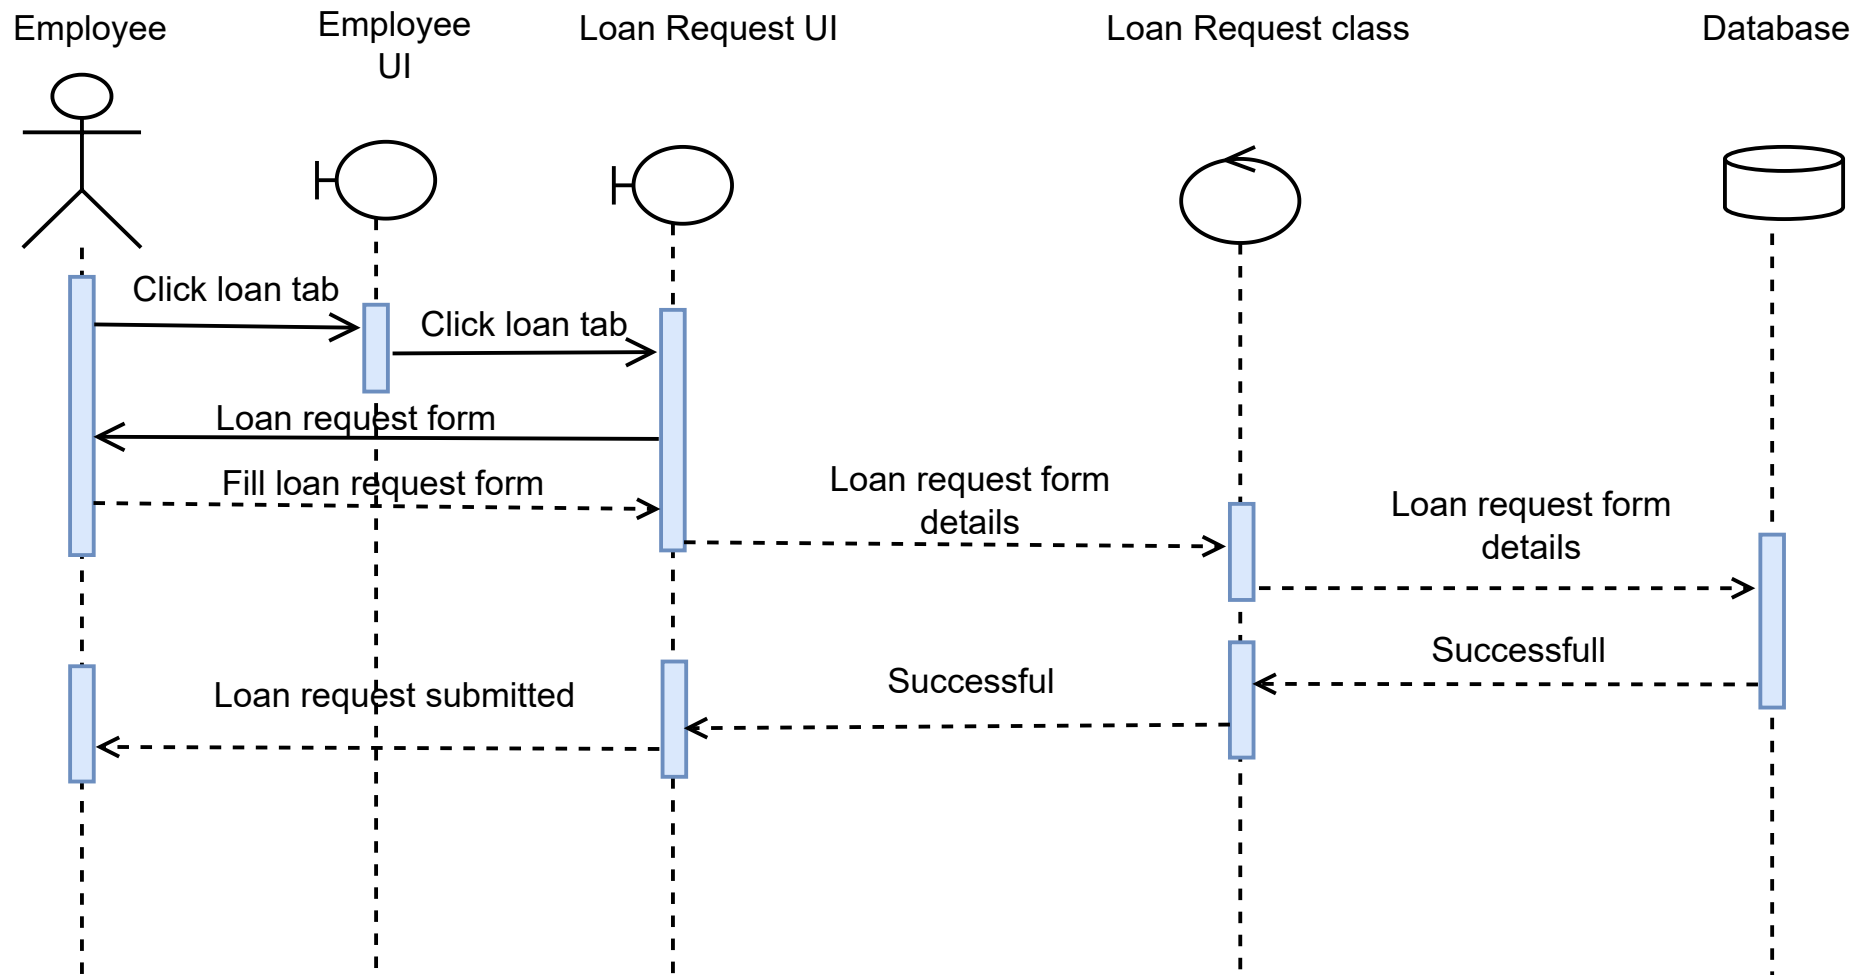 Employee
Employee
UI
Loan Request UI
Loan Request class
Database
Click loan tab
Click loan tab
Loan request form
Fill loan request form
Loan request form
details
Loan request form
details
Successfull
Successful
Loan request submitted